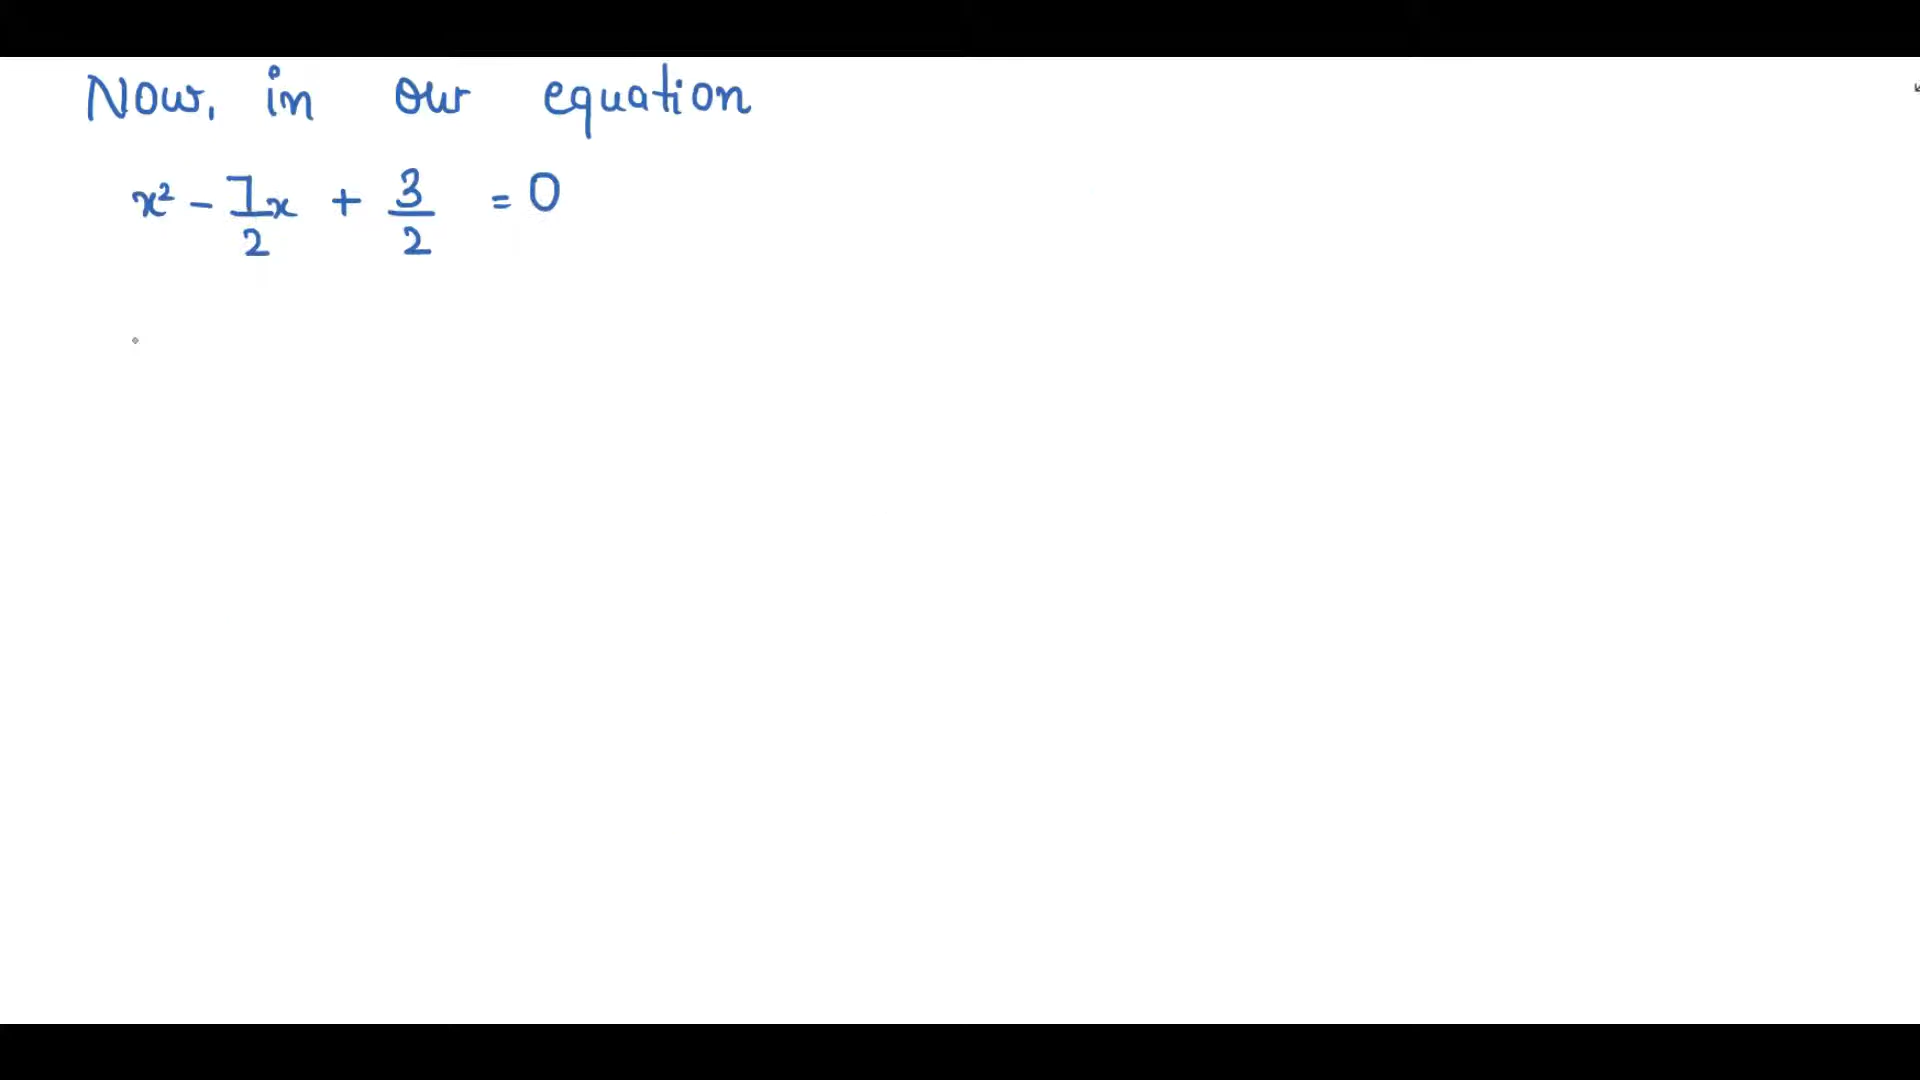 Now, in our equation
x² - 7x/2 + 3/2 = 0